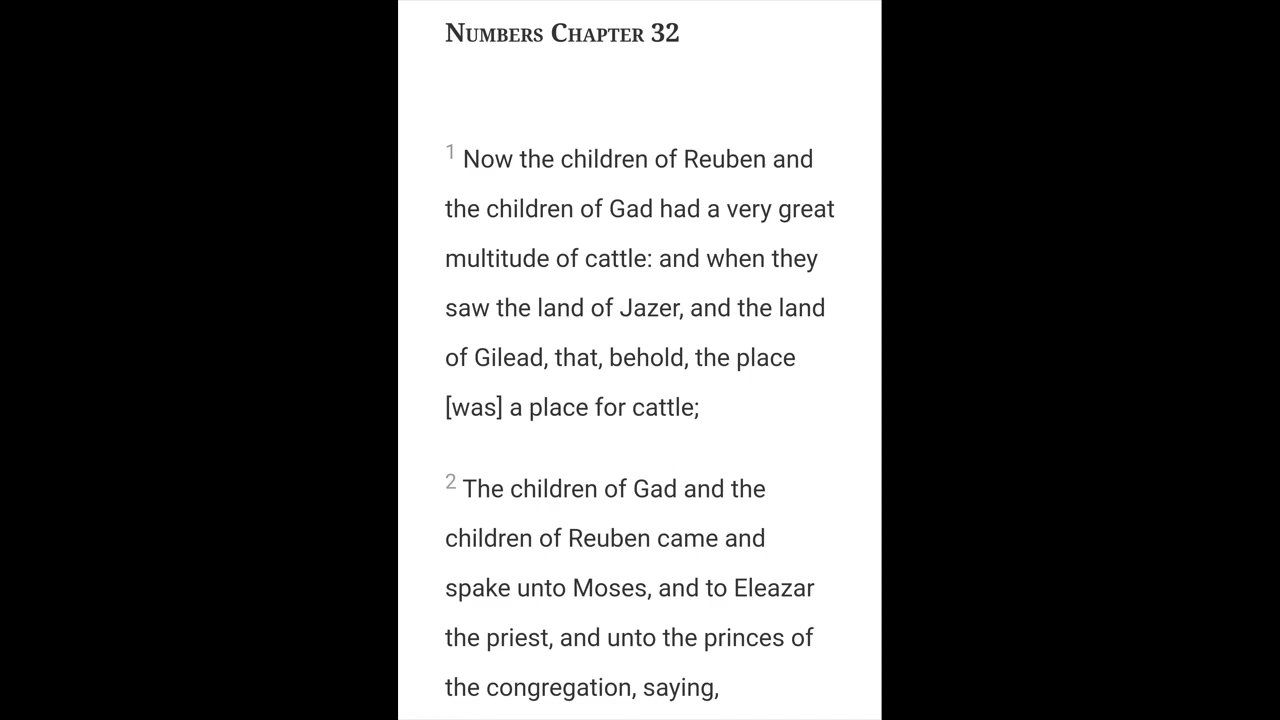 Numbers Chapter 32
1 Now the children of Reuben and
the children of Gad had a very great
multitude of cattle: and when they
saw the land of Jazer, and the land
of Gilead, that, behold, the place
[was] a place for cattle;
2 The children of Gad and the
children of Reuben came and
spake unto Moses, and to Eleazar
the priest, and unto the princes of
the congregation, saying,